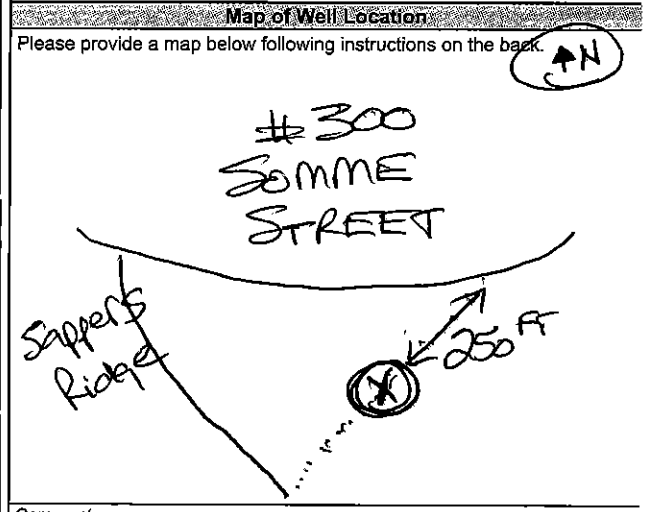 Map of Well Location
Please provide a map below following instructions on the back.
N
#300
SOMME
STREET
Sappers
Ridge
250 FT
X